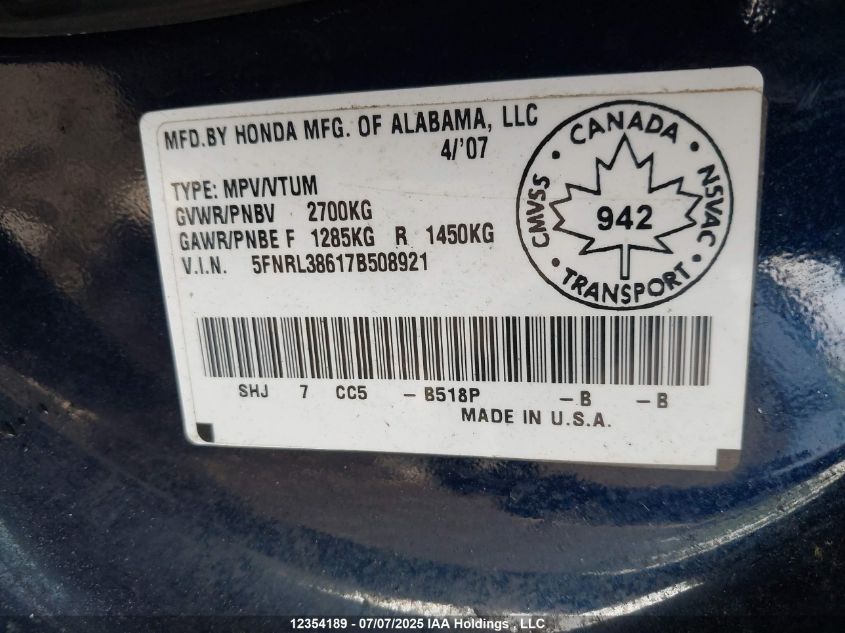 MFD.BY HONDA MFG. OF ALABAMA, LLC
4/'07
TYPE: MPV/VTUM
GVWR/PNBV 2700KG
GAWR/PNBE F 1285KG R 1450KG
V.I.N. 5FNRL38617B508921
CANADA
CMVSS
NSVAC
942
TRANSPORT
SHJ 7 CC5 - B518P - B - B
MADE IN U.S.A.
12354189 - 07/07/2025 IAA Holdings , LLC